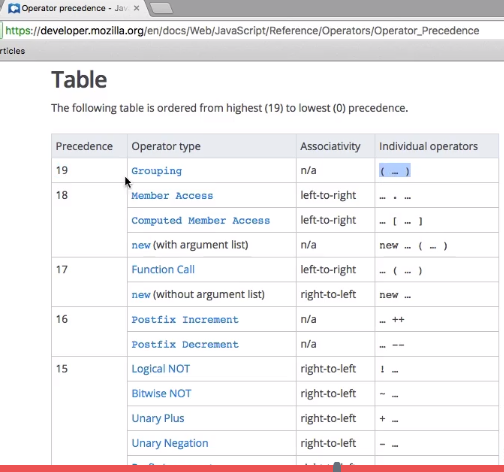 Operator precedence - Jav
https://developer.mozilla.org/en/docs/Web/JavaScript/Reference/Operators/Operator_Precedence
rticles
Table
The following table is ordered from highest (19) to lowest (0) precedence.
Precedence Operator type Associativity Individual operators
19 Grouping n/a ( … )
18 Member Access left-to-right … . …
Computed Member Access left-to-right … [ … ]
new (with argument list) n/a new … ( … )
17 Function Call left-to-right … ( … )
new (without argument list) right-to-left new …
16 Postfix Increment n/a … ++
Postfix Decrement n/a … --
15 Logical NOT right-to-left ! …
Bitwise NOT right-to-left ~ …
Unary Plus right-to-left + …
Unary Negation right-to-left - …